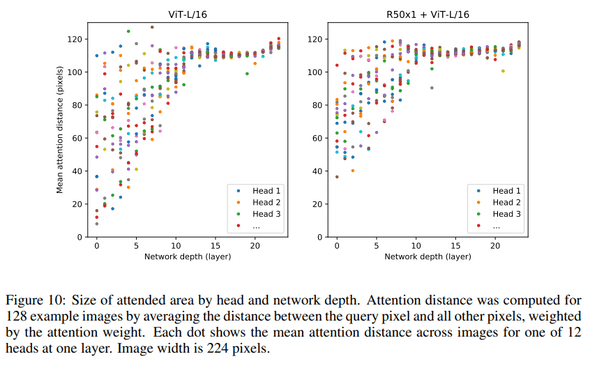 ViT-L/16
R50x1 + ViT-L/16
Mean attention distance (pixels)
120
100
80
60
40
20
0
Head 1
Head 2
Head 3
...
0
5
10
15
20
Network depth (layer)
120
100
80
60
40
20
0
Head 1
Head 2
Head 3
...
0
5
10
15
20
Network depth (layer)
Figure 10: Size of attended area by head and network depth. Attention distance was computed for
128 example images by averaging the distance between the query pixel and all other pixels, weighted
by the attention weight. Each dot shows the mean attention distance across images for one of 12
heads at one layer. Image width is 224 pixels.